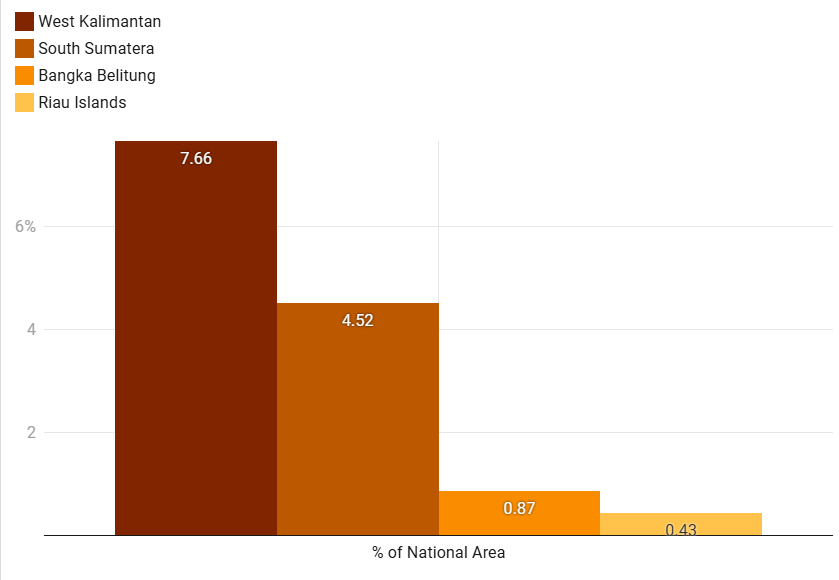 West Kalimantan
South Sumatera
Bangka Belitung
Riau Islands
7.66
6%
4.52
4
2
0.87
0.43
% of National Area